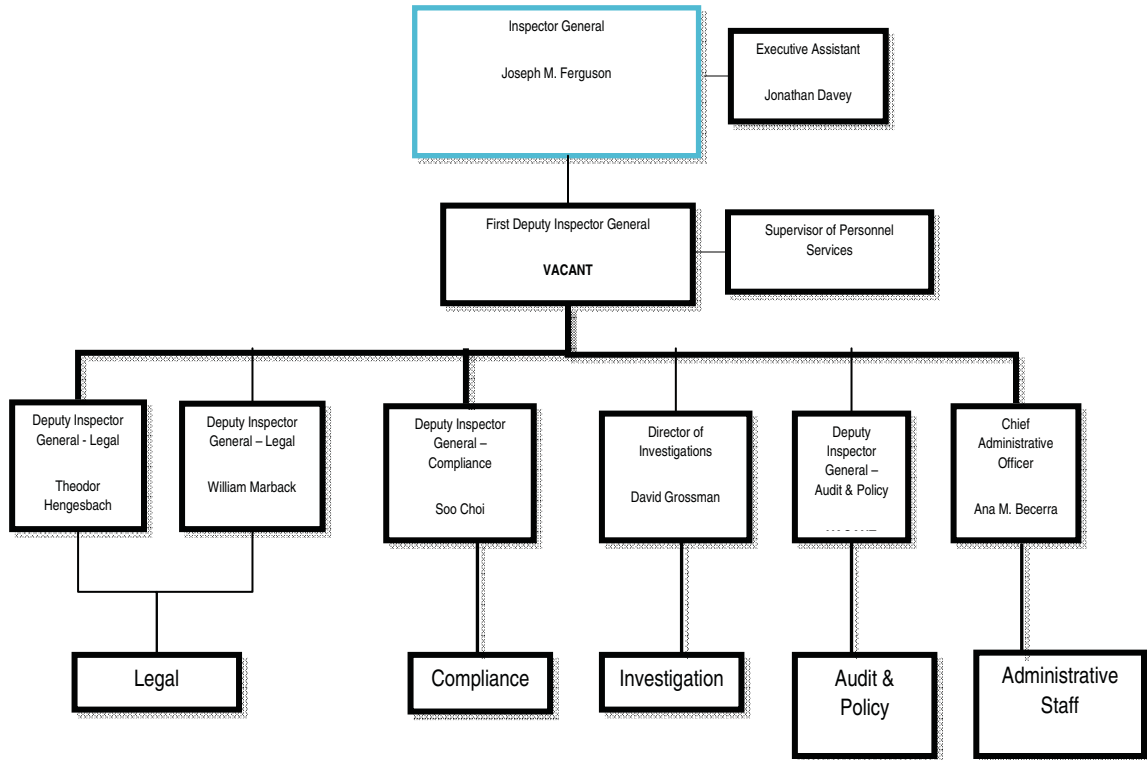 Inspector General
Joseph M. Ferguson
Executive Assistant
Jonathan Davey
First Deputy Inspector General
VACANT
Supervisor of Personnel
Services
Deputy Inspector
General - Legal
Theodor
Hengesbach
Deputy Inspector
General – Legal
William Marback
Deputy Inspector
General –
Compliance
Soo Choi
Director of
Investigations
David Grossman
Deputy
Inspector
General –
Audit & Policy
Chief
Administrative
Officer
Ana M. Becerra
Legal
Compliance
Investigation
Audit &
Policy
Administrative
Staff